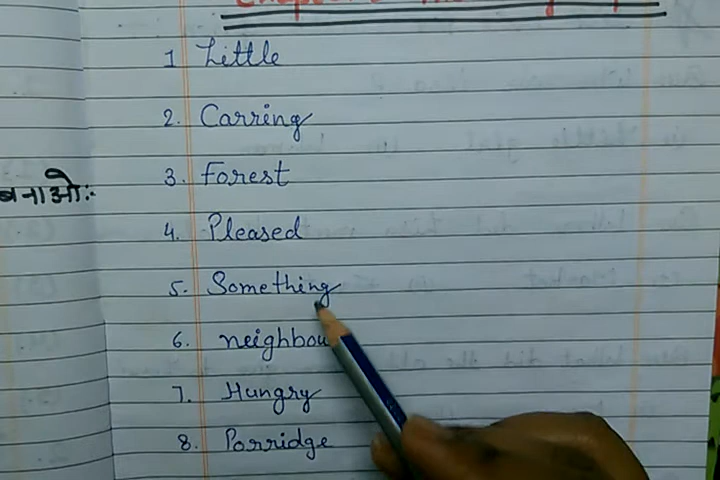 बनाओ:-
1 Little
2. Carring
3. Forest
4. Pleased
5. Something
6. neighbou
7. Hungry
8. Porridge